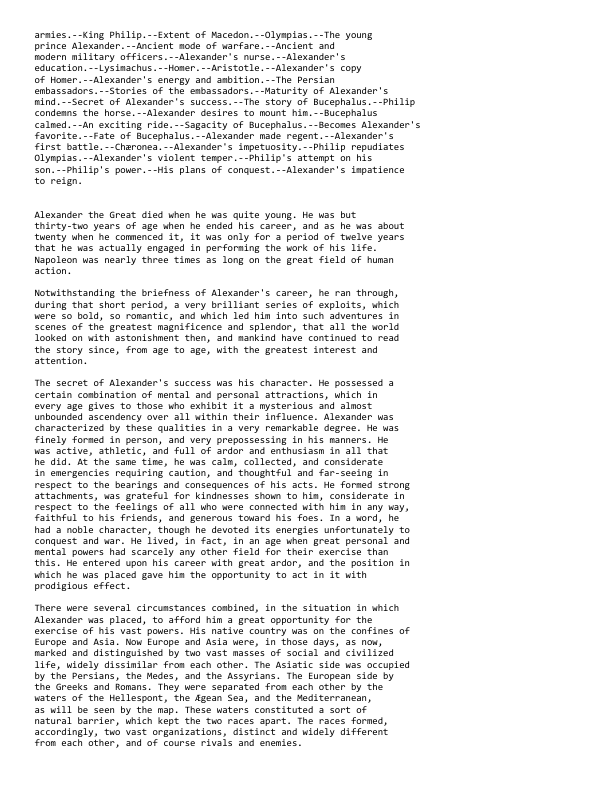 armies.--King Philip.--Extent of Macedon.--Olympias.--The young
prince Alexander.--Ancient mode of warfare.--Ancient and
modern military officers.--Alexander's nurse.--Alexander's
education.--Lysimachus.--Homer.--Aristotle.--Alexander's copy
of Homer.--Alexander's energy and ambition.--The Persian
embassadors.--Stories of the embassadors.--Maturity of Alexander's
mind.--Secret of Alexander's success.--The story of Bucephalus.--Philip
condemns the horse.--Alexander desires to mount him.--Bucephalus
calmed.--An exciting ride.--Sagacity of Bucephalus.--Becomes Alexander's
favorite.--Fate of Bucephalus.--Alexander made regent.--Alexander's
first battle.--Chæronea.--Alexander's impetuosity.--Philip repudiates
Olympias.--Alexander's violent temper.--Philip's attempt on his
son.--Philip's power.--His plans of conquest.--Alexander's impatience
to reign.

Alexander the Great died when he was quite young. He was but
thirty-two years of age when he ended his career, and as he was about
twenty when he commenced it, it was only for a period of twelve years
that he was actually engaged in performing the work of his life.
Napoleon was nearly three times as long on the great field of human
action.

Notwithstanding the briefness of Alexander's career, he ran through,
during that short period, a very brilliant series of exploits, which
were so bold, so romantic, and which led him into such adventures in
scenes of the greatest magnificence and splendor, that all the world
looked on with astonishment then, and mankind have continued to read
the story since, from age to age, with the greatest interest and
attention.

The secret of Alexander's success was his character. He possessed a
certain combination of mental and personal attractions, which in
every age gives to those who exhibit it a mysterious and almost
unbounded ascendency over all within their influence. Alexander was
characterized by these qualities in a very remarkable degree. He was
finely formed in person, and very prepossessing in his manners. He
was active, athletic, and full of ardor and enthusiasm in all that
he did. At the same time, he was calm, collected, and considerate
in emergencies requiring caution, and thoughtful and far-seeing in
respect to the bearings and consequences of his acts. He formed strong
attachments, was grateful for kindnesses shown to him, considerate in
respect to the feelings of all who were connected with him in any way,
faithful to his friends, and generous toward his foes. In a word, he
had a noble character, though he devoted its energies unfortunately to
conquest and war. He lived, in fact, in an age when great personal and
mental powers had scarcely any other field for their exercise than
this. He entered upon his career with great ardor, and the position in
which he was placed gave him the opportunity to act in it with
prodigious effect.

There were several circumstances combined, in the situation in which
Alexander was placed, to afford him a great opportunity for the
exercise of his vast powers. His native country was on the confines of
Europe and Asia. Now Europe and Asia were, in those days, as now,
marked and distinguished by two vast masses of social and civilized
life, widely dissimilar from each other. The Asiatic side was occupied
by the Persians, the Medes, and the Assyrians. The European side by
the Greeks and Romans. They were separated from each other by the
waters of the Hellespont, the Ægean Sea, and the Mediterranean,
as will be seen by the map. These waters constituted a sort of
natural barrier, which kept the two races apart. The races formed,
accordingly, two vast organizations, distinct and widely different
from each other, and of course rivals and enemies.